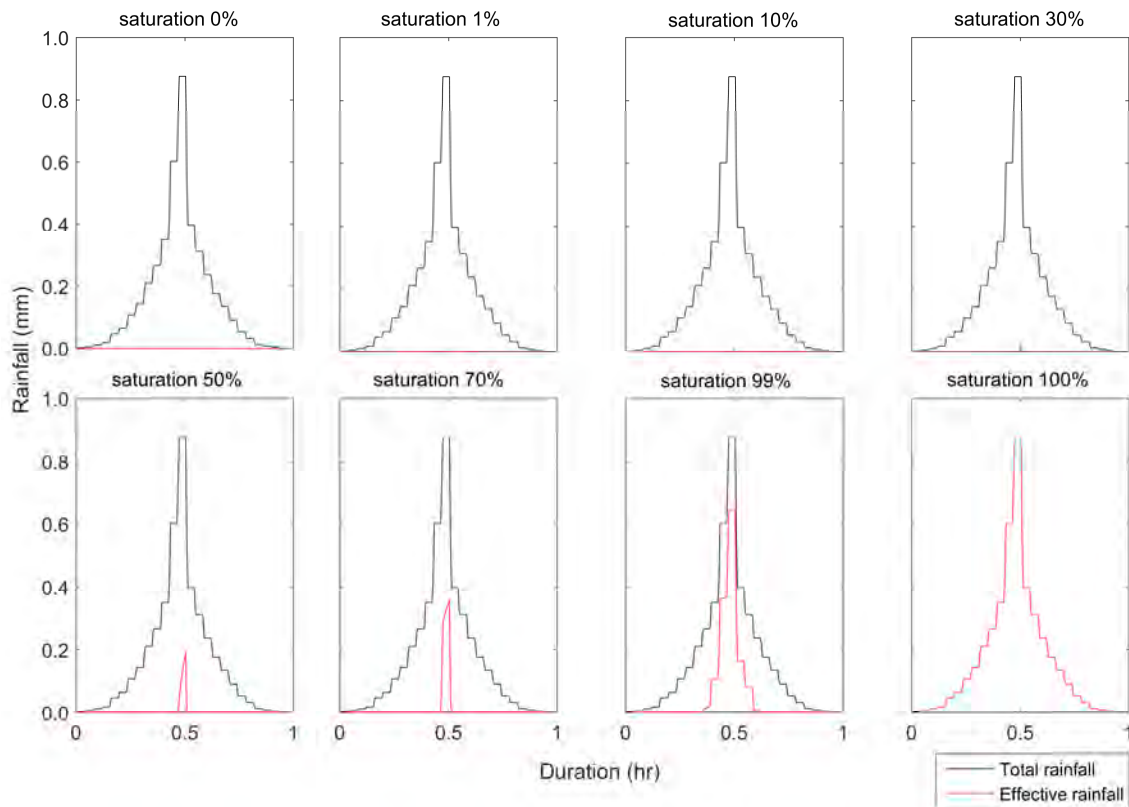 saturation 0%
saturation 1%
saturation 10%
saturation 30%
1.0
0.8
0.6
0.4
0.2
0.0
Rainfall (mm)
saturation 50%
saturation 70%
saturation 99%
saturation 100%
1.0
0.8
0.6
0.4
0.2
0.0
0 0.5 1
0 0.5 1
0 0.5 1
0 0.5 1
Duration (hr)
Total rainfall
Effective rainfall